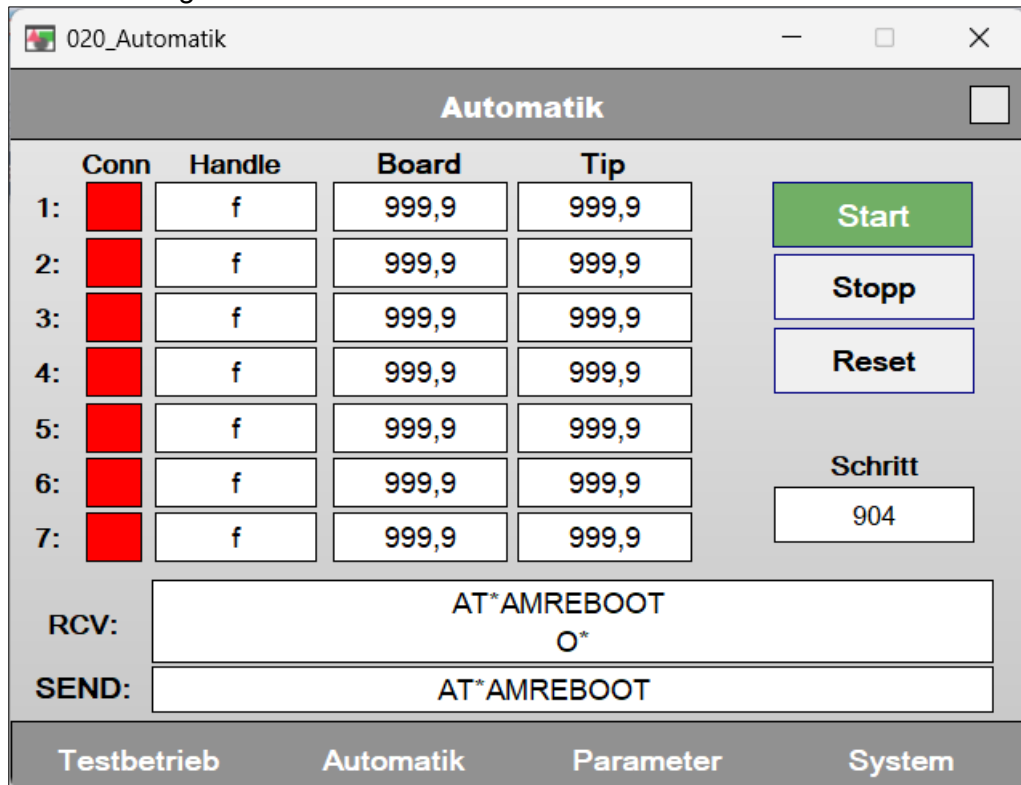 020_Automatik
Automatik
Conn Handle Board Tip
1: f 999,9 999,9 Start
2: f 999,9 999,9 Stopp
3: f 999,9 999,9
4: f 999,9 999,9 Reset
5: f 999,9 999,9
6: f 999,9 999,9 Schritt
7: f 999,9 999,9 904
RCV: AT*AMREBOOT
O*
SEND: AT*AMREBOOT
Testbetrieb Automatik Parameter System